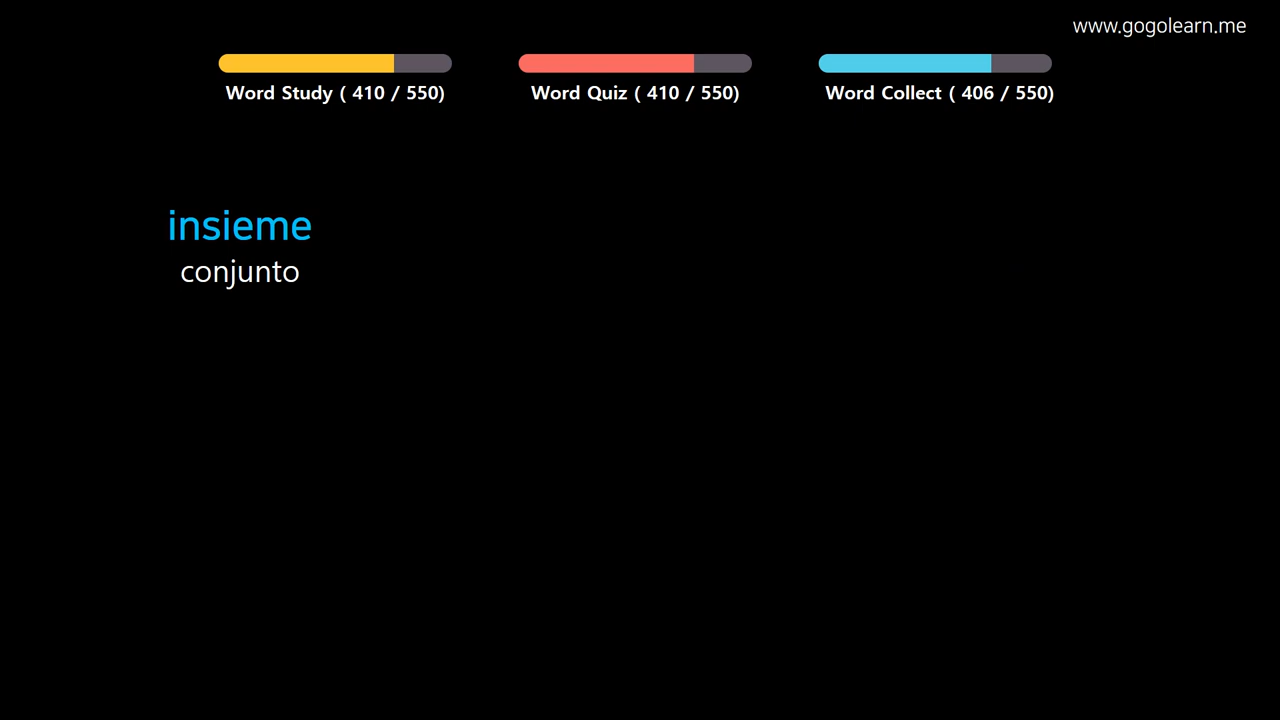 www.gogolearn.me
Word Study ( 410 / 550)
Word Quiz ( 410 / 550)
Word Collect ( 406 / 550)
insieme
conjunto